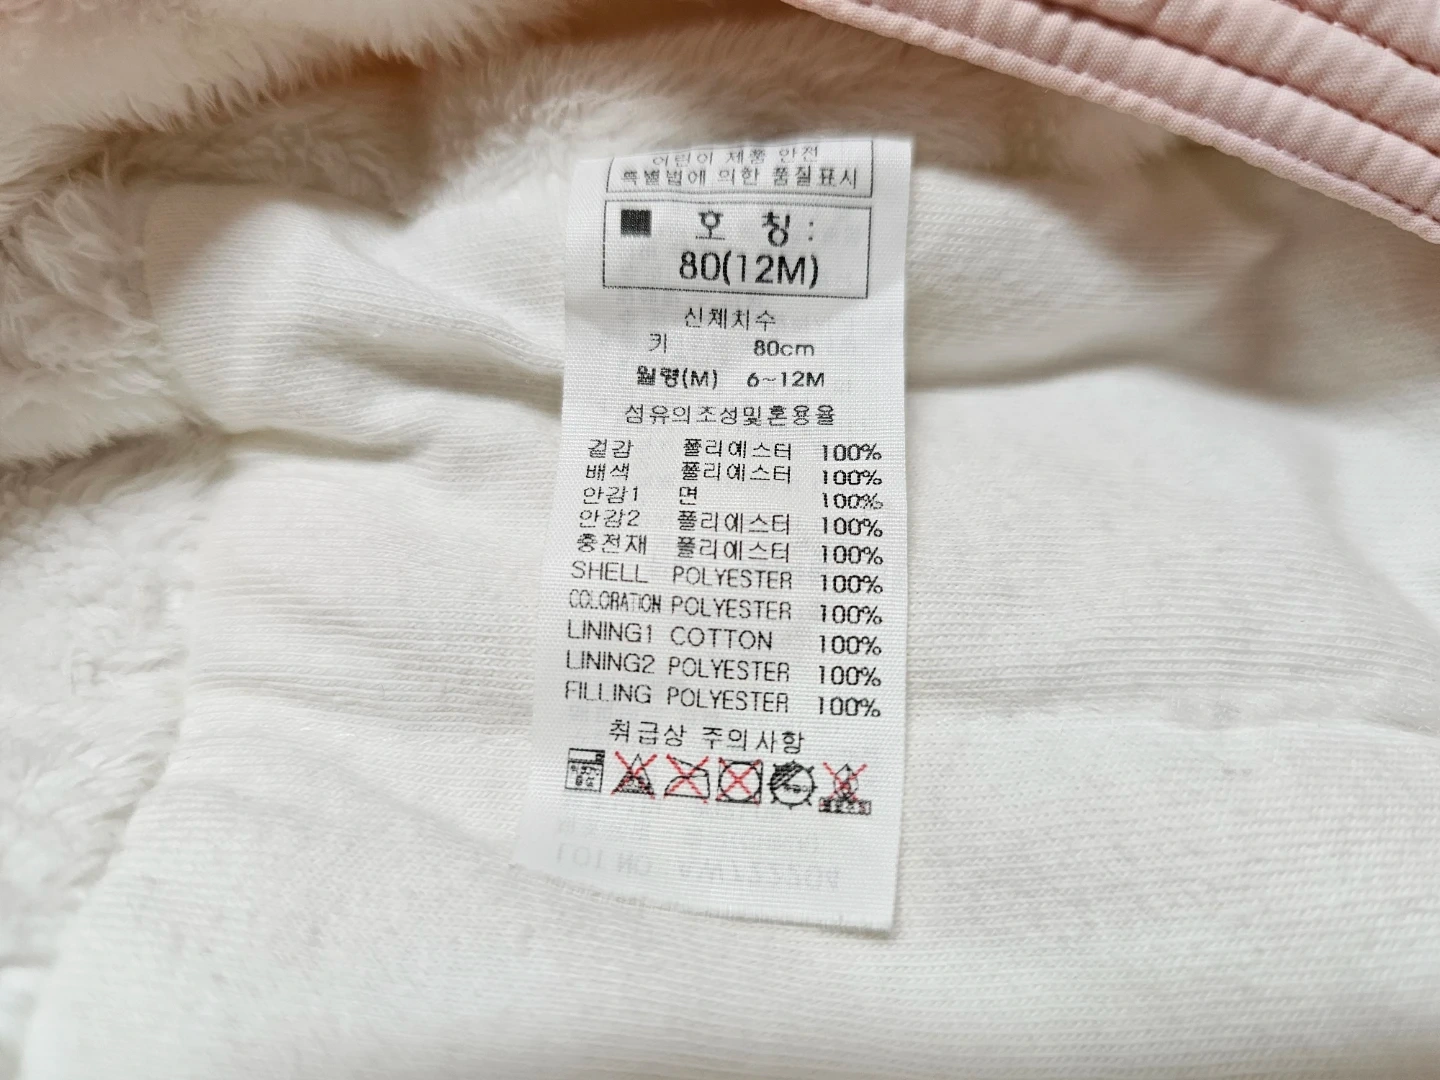 어린이 제품 안전
특별법에 의한 품질표시
호 칭 :
80(12M)
신체치수
키 80cm
월령(M) 6~12M
섬유의조성및혼용율
겉감 폴리에스터 100%
배색 폴리에스터 100%
안감1 면 100%
안감2 폴리에스터 100%
충전재 폴리에스터 100%
SHELL POLYESTER 100%
COLORATION POLYESTER 100%
LINING1 COTTON 100%
LINING2 POLYESTER 100%
FILLING POLYESTER 100%
취급상 주의사항